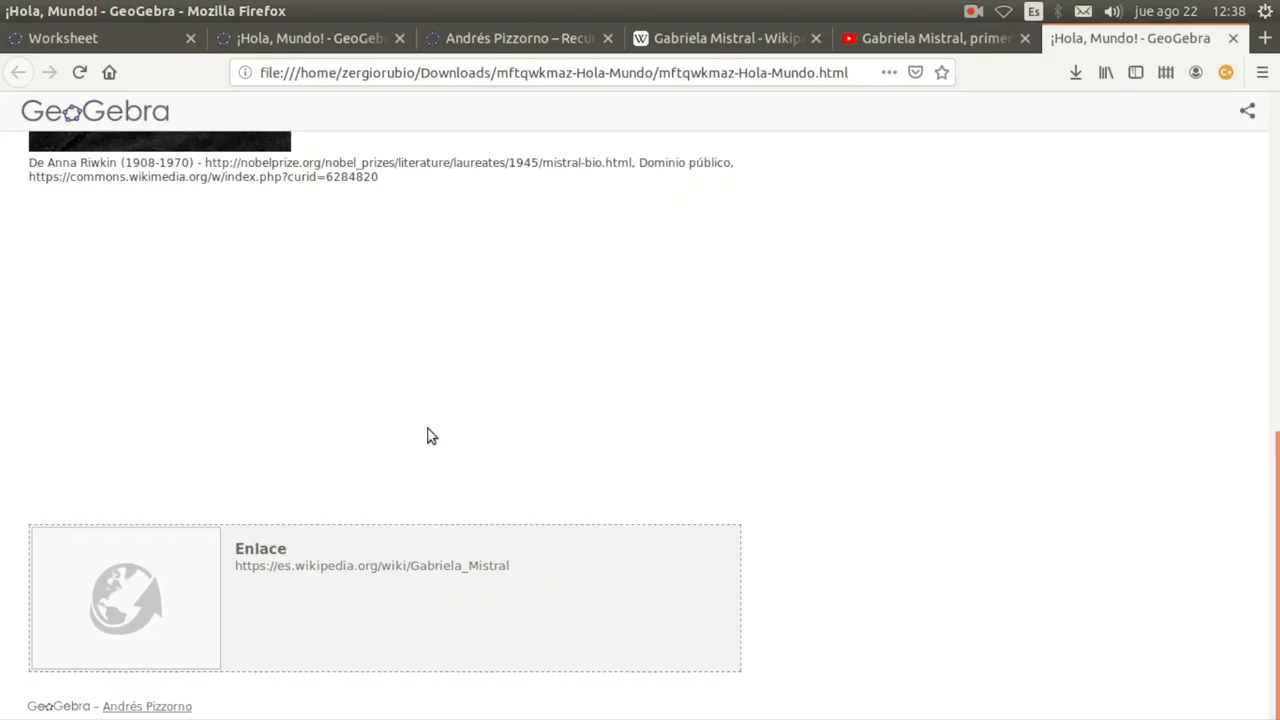 ¡Hola, Mundo! - GeoGebra - Mozilla Firefox
Es
jue ago 22
12:38
Worksheet
¡Hola, Mundo! - GeoGeb
Andrés Pizzorno – Recu
Gabriela Mistral - Wikip
Gabriela Mistral, primer
¡Hola, Mundo! - GeoGebra
file:///home/zergiorubio/Downloads/mftqwkmaz-Hola-Mundo/mftqwkmaz-Hola-Mundo.html
GeoGebra
De Anna Riwkin (1908-1970) - http://nobelprize.org/nobel_prizes/literature/laureates/1945/mistral-bio.html, Dominio público,
https://commons.wikimedia.org/w/index.php?curid=6284820
Enlace
https://es.wikipedia.org/wiki/Gabriela_Mistral
GeoGebra – Andrés Pizzorno